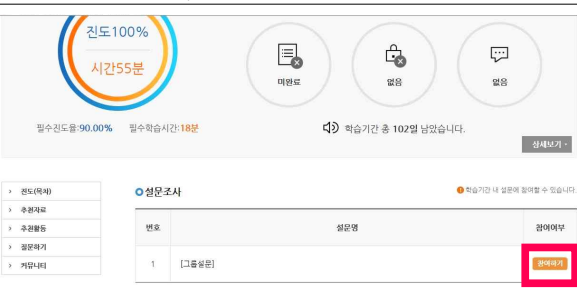 진도100%
시간55분
미완료
없음
없음
필수진도율:90.00% 필수학습시간:18분
학습기간 총 102일 남았습니다.
상세보기
진도(목차)
추천자료
추천활동
질문하기
커뮤니티
설문조사
학습기간 내 설문에 참여할 수 있습니다.
번호 설문명 참여여부
1 [그룹설문] 참여하기